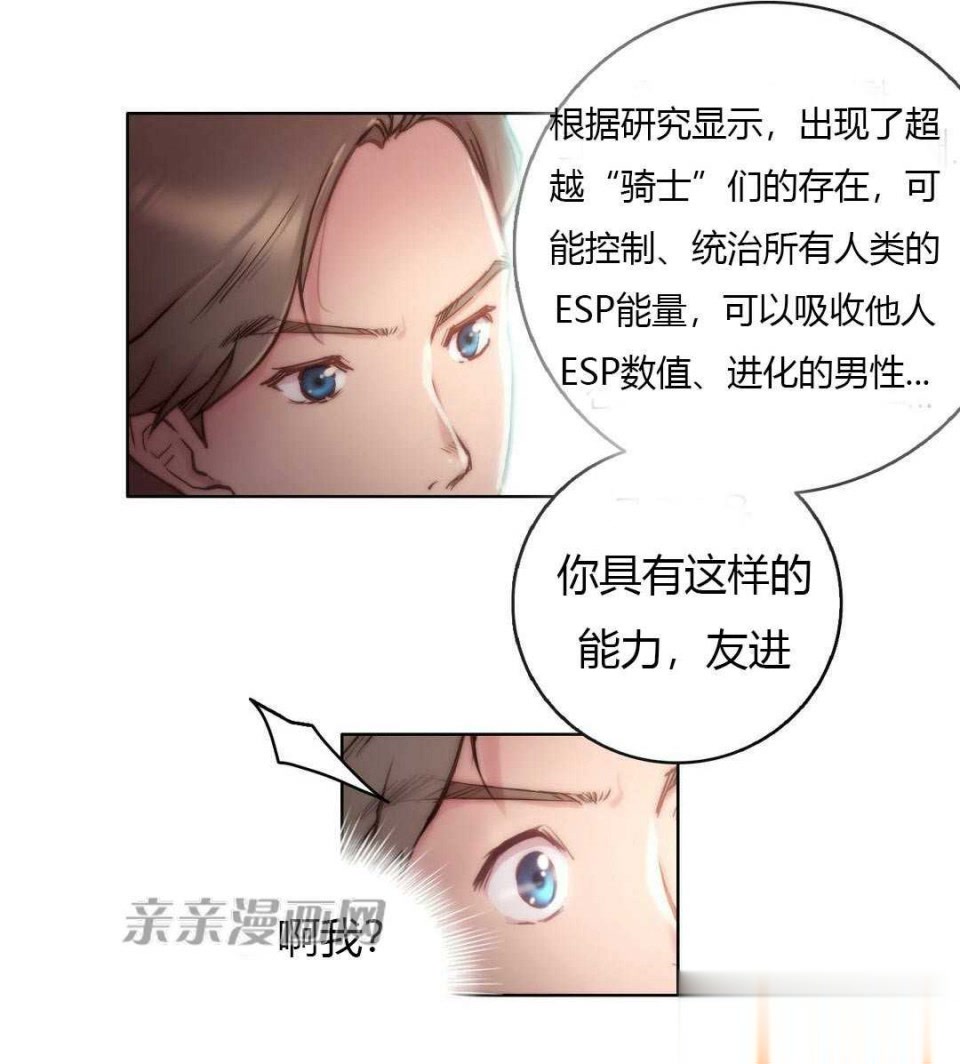 根据研究显示，出现了超
越“骑士”们的存在，可
能控制、统治所有人类的
ESP能量，可以吸收他人
ESP数值、进化的男性...
你具有这样的
能力，友进
亲亲漫画网
啊我？